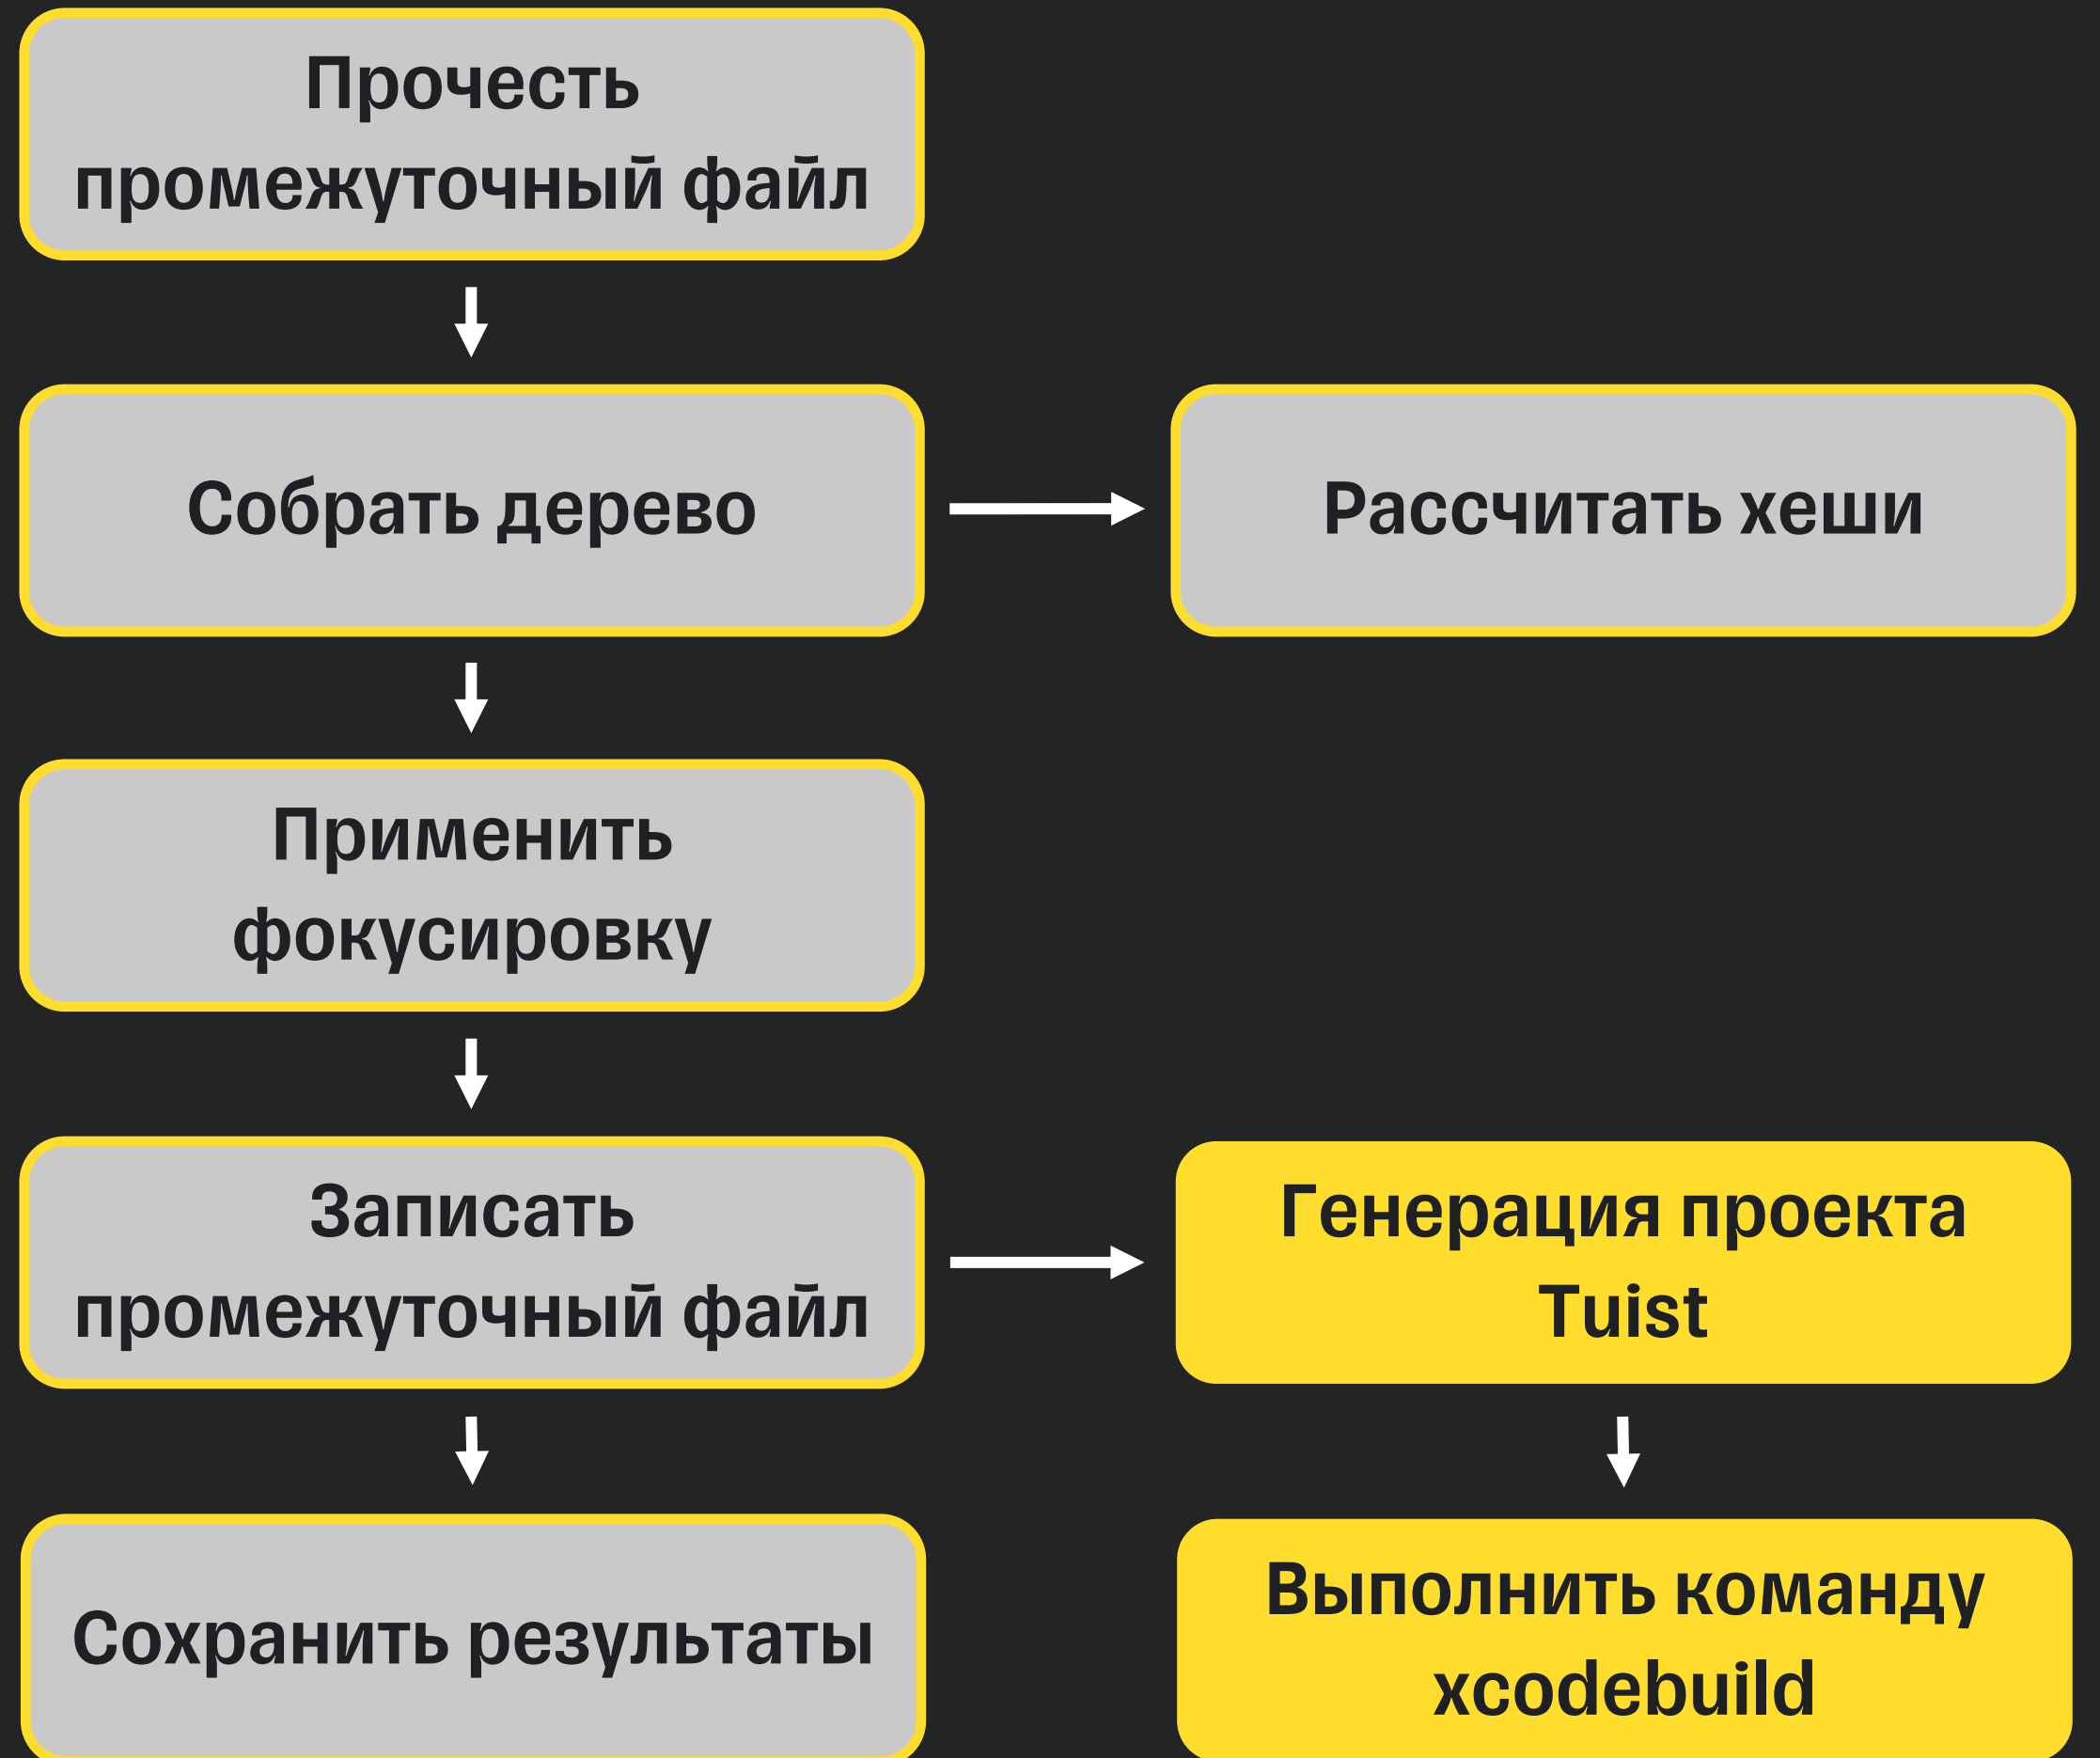 Прочесть
промежуточный файл
Собрать дерево
Рассчитать хеши
Применить
фокусировку
Записать
промежуточный файл
Генерация проекта
Tuist
Сохранить результаты
Выполнить команду
xcodebuild